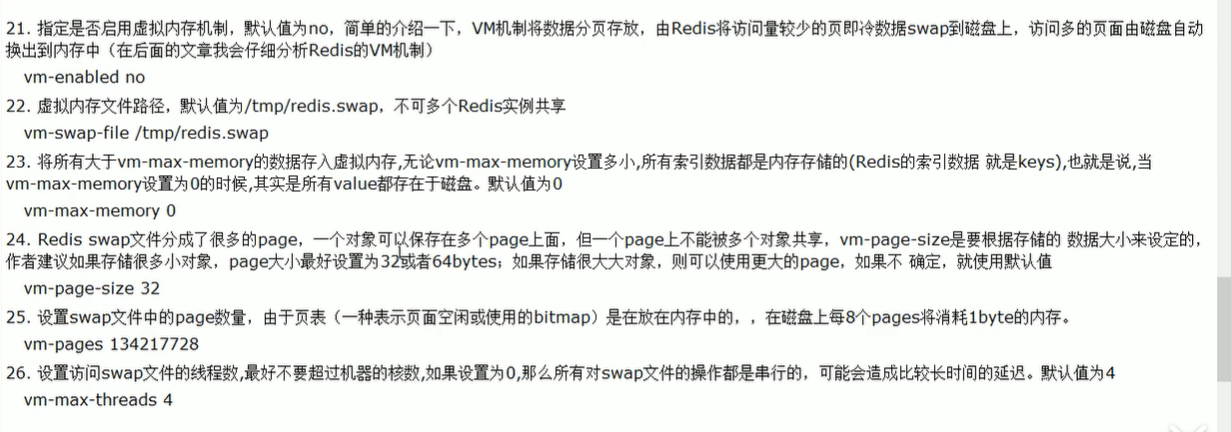 21. 指定是否启用虚拟内存机制，默认值为no，简单的介绍一下，VM机制将数据分页存放，由Redis将访问量较少的页即冷数据swap到磁盘上，访问多的页面由磁盘自动
换出到内存中（在后面的文章我会仔细分析Redis的VM机制）
vm-enabled no
22. 虚拟内存文件路径，默认值为/tmp/redis.swap，不可多个Redis实例共享
vm-swap-file /tmp/redis.swap
23. 将所有大于vm-max-memory的数据存入虚拟内存,无论vm-max-memory设置多小,所有索引数据都是内存存储的(Redis的索引数据 就是keys),也就是说,当
vm-max-memory设置为0的时候,其实是所有value都存在于磁盘。默认值为0
vm-max-memory 0
24. Redis swap文件分成了很多的page，一个对象可以保存在多个page上面，但一个page上不能被多个对象共享，vm-page-size是要根据存储的 数据大小来设定的，
作者建议如果存储很多小对象，page大小最好设置为32或者64bytes；如果存储很大大对象，则可以使用更大的page，如果不 确定，就使用默认值
vm-page-size 32
25. 设置swap文件中的page数量，由于页表（一种表示页面空闲或使用的bitmap）是在放在内存中的，，在磁盘上每8个pages将消耗1byte的内存。
vm-pages 134217728
26. 设置访问swap文件的线程数,最好不要超过机器的核数,如果设置为0,那么所有对swap文件的操作都是串行的，可能会造成比较长时间的延迟。默认值为4
vm-max-threads 4